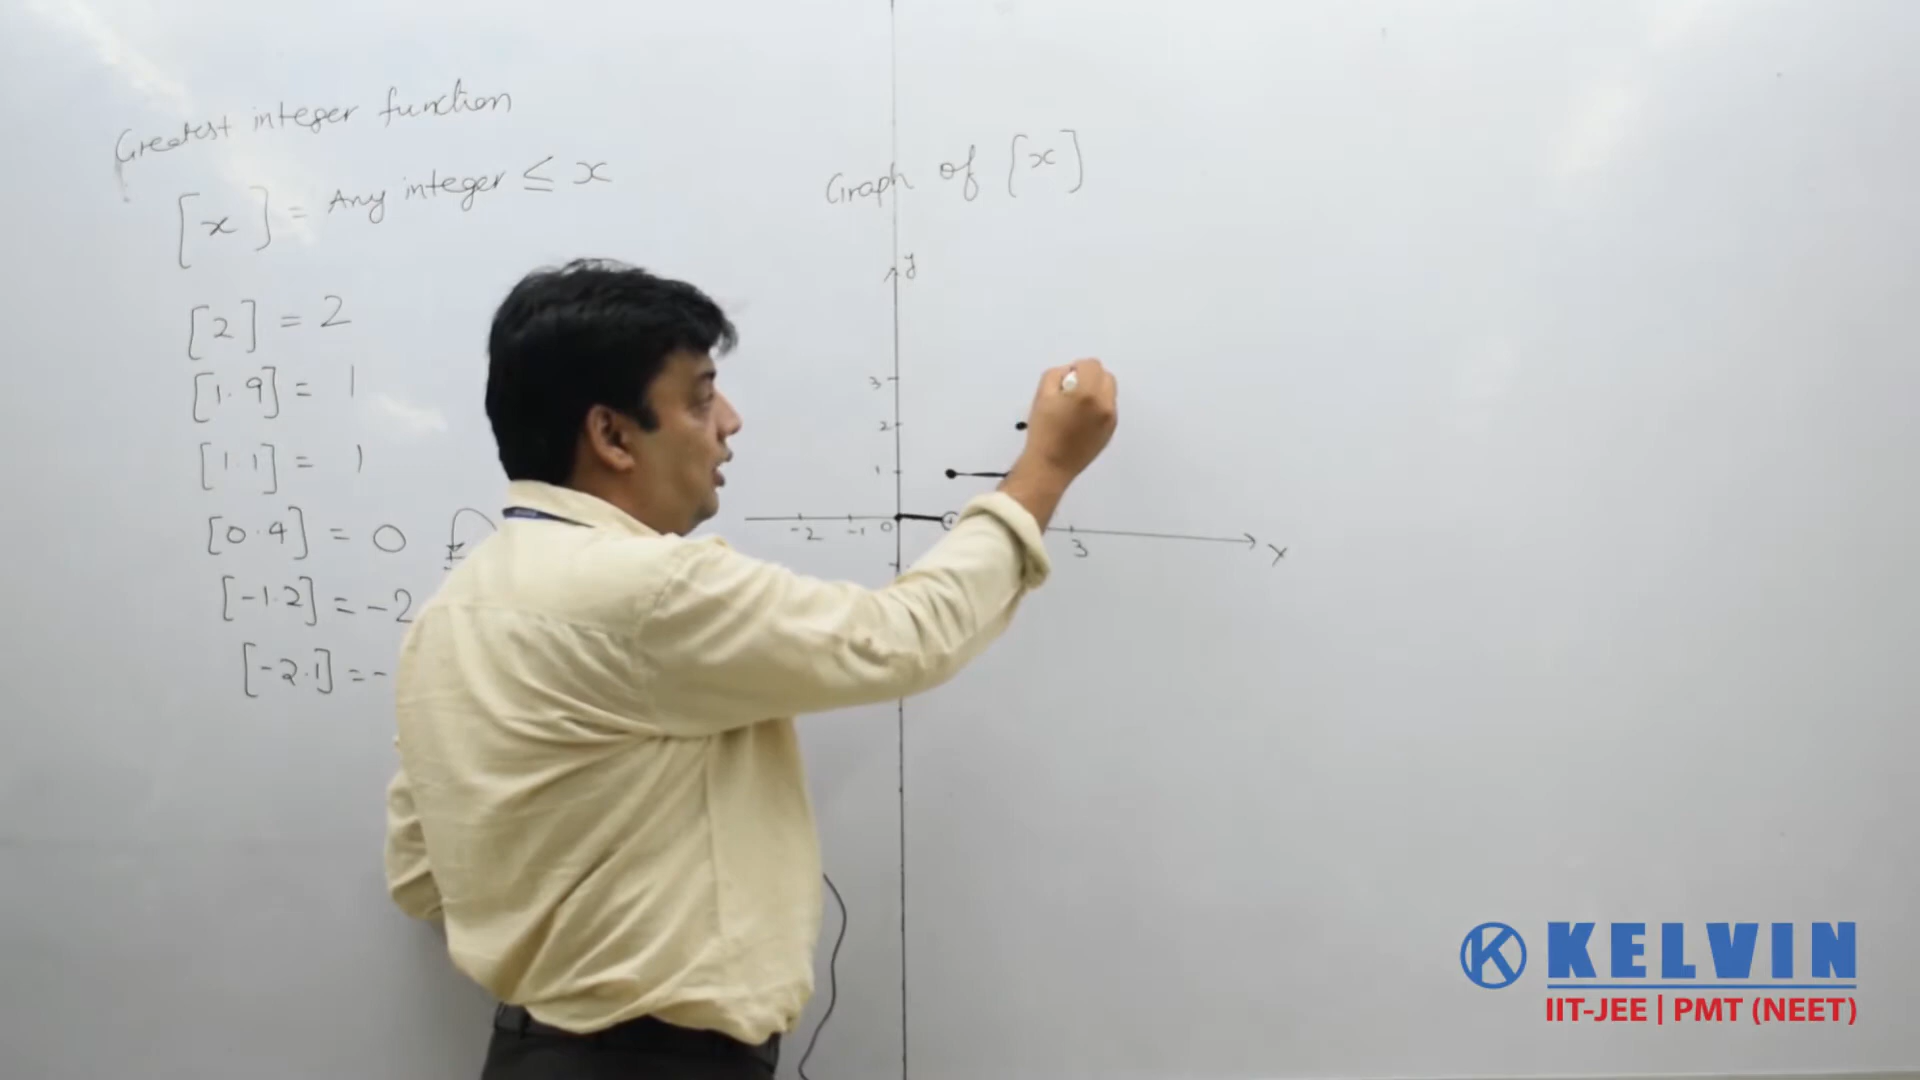 Greatest integer function
[x] = Any integer ≤ x
[2] = 2
[1.9] = 1
[1.1] = 1
[0.4] = 0
[-1.2] = -2
[-2.1] = -
Graph of [x]
y
3
2
1
-2 -1 0 3 x
KELVIN
IIT-JEE | PMT (NEET)